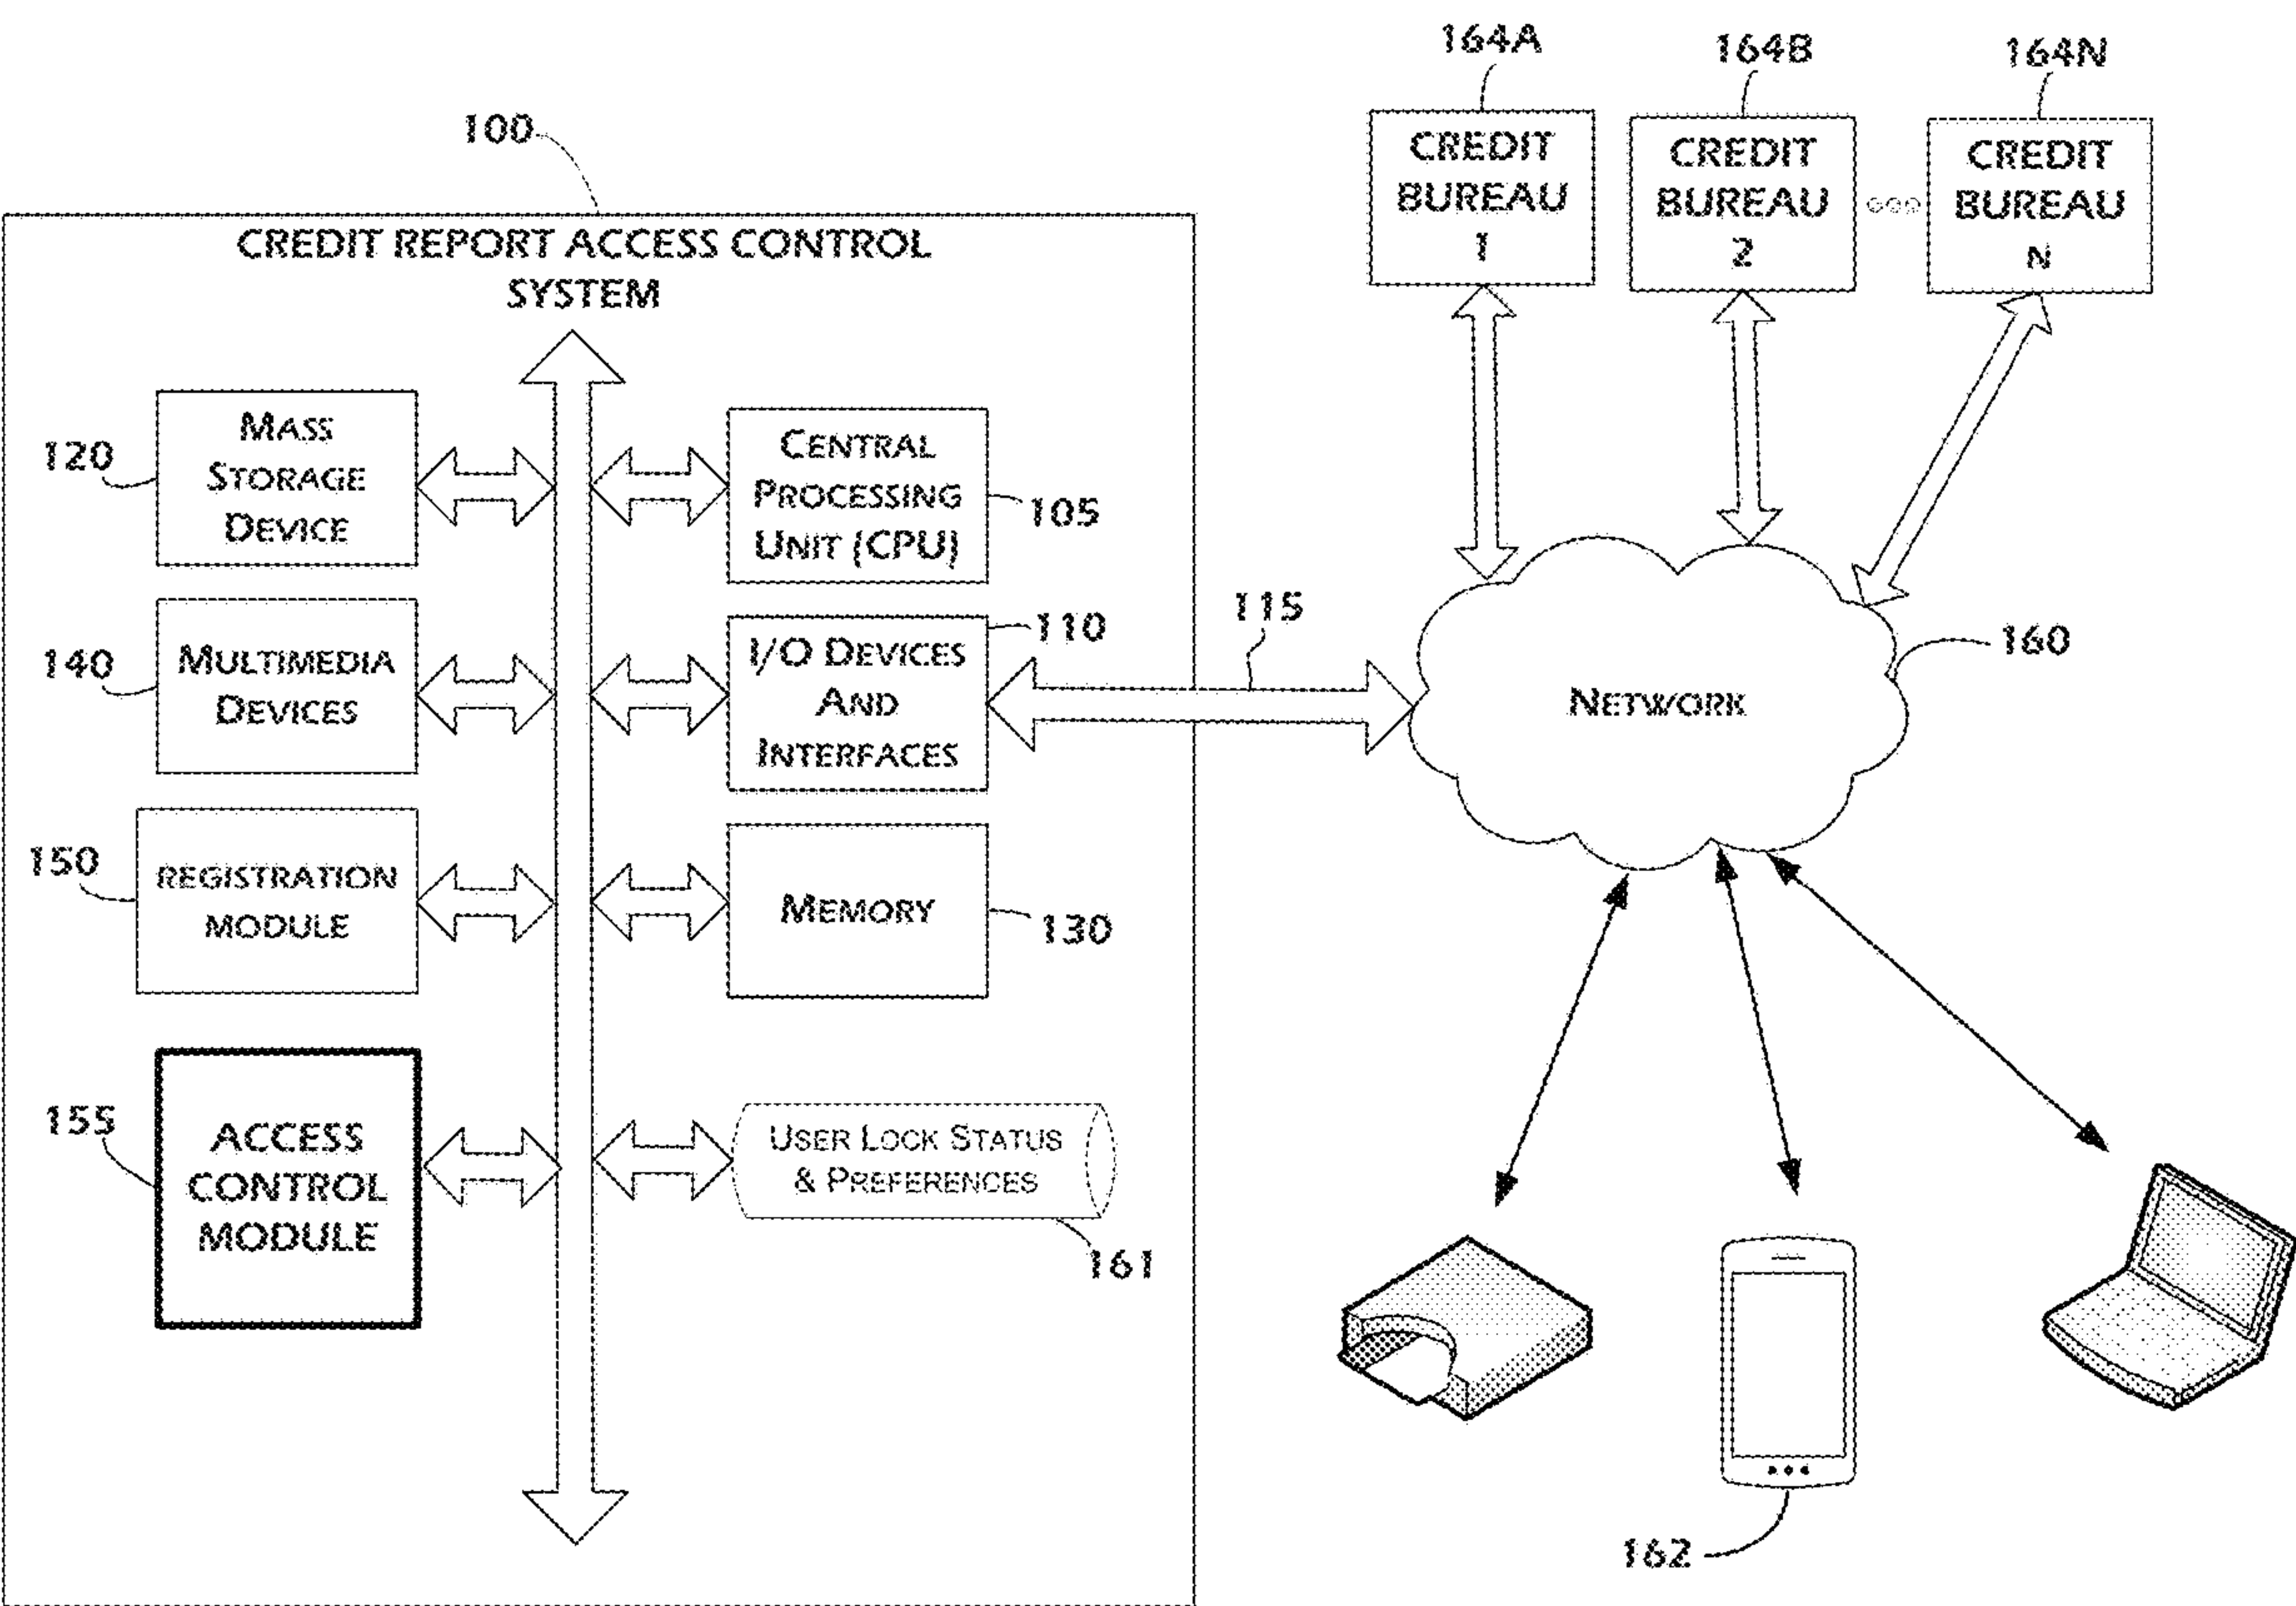 164A
164B
164N
100
CREDIT
BUREAU
1
CREDIT
BUREAU
2
CREDIT
BUREAU
N
CREDIT REPORT ACCESS CONTROL
SYSTEM
120
MASS
STORAGE
DEVICE
CENTRAL
PROCESSING
UNIT (CPU)
105
140
MULTIMEDIA
DEVICES
I/O DEVICES
AND
INTERFACES
110
115
NETWORK
160
150
REGISTRATION
MODULE
MEMORY
130
155
ACCESS
CONTROL
MODULE
USER LOCK STATUS
& PREFERENCES
161
162